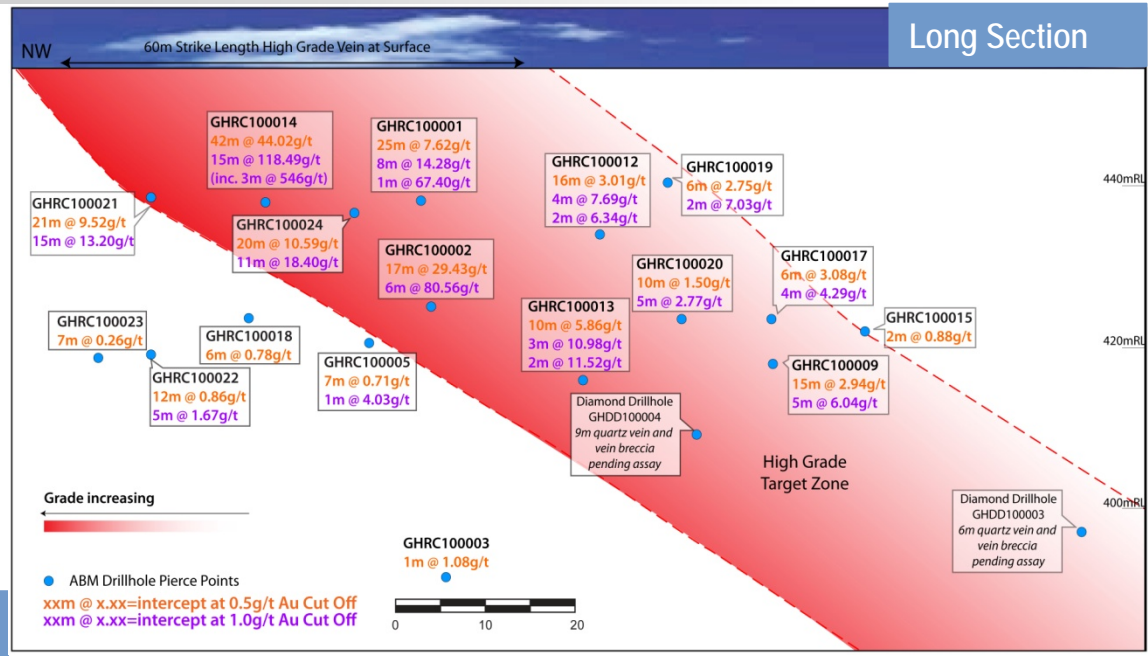 Long Section
NW
60m Strike Length High Grade Vein at Surface
GHRC100014
42m @ 44.02g/t
15m @ 118.49g/t
(inc. 3m @ 546g/t)
GHRC100001
25m @ 7.62g/t
8m @ 14.28g/t
1m @ 67.40g/t
GHRC100012
16m @ 3.01g/t
4m @ 7.69g/t
2m @ 6.34g/t
GHRC100019
6m @ 2.75g/t
2m @ 7.03g/t
440mRL
GHRC100021
21m @ 9.52g/t
15m @ 13.20g/t
GHRC100024
20m @ 10.59g/t
11m @ 18.40g/t
GHRC100002
17m @ 29.43g/t
6m @ 80.56g/t
GHRC100020
10m @ 1.50g/t
5m @ 2.77g/t
GHRC100017
6m @ 3.08g/t
4m @ 4.29g/t
GHRC100013
10m @ 5.86g/t
3m @ 10.98g/t
2m @ 11.52g/t
GHRC100015
2m @ 0.88g/t
420mRL
GHRC100023
7m @ 0.26g/t
GHRC100018
6m @ 0.78g/t
GHRC100022
12m @ 0.86g/t
5m @ 1.67g/t
GHRC100005
7m @ 0.71g/t
1m @ 4.03g/t
GHRC100009
15m @ 2.94g/t
5m @ 6.04g/t
Diamond Drillhole
GHDD100004
9m quartz vein and
vein breccia
pending assay
High Grade
Target Zone
400mRL
Diamond Drillhole
GHDD100003
6m quartz vein and
vein breccia
pending assay
Grade increasing
GHRC100003
1m @ 1.08g/t
ABM Drillhole Pierce Points
xxm @ x.xx=intercept at 0.5g/t Au Cut Off
xxm @ x.xx=intercept at 1.0g/t Au Cut Off
0 10 20